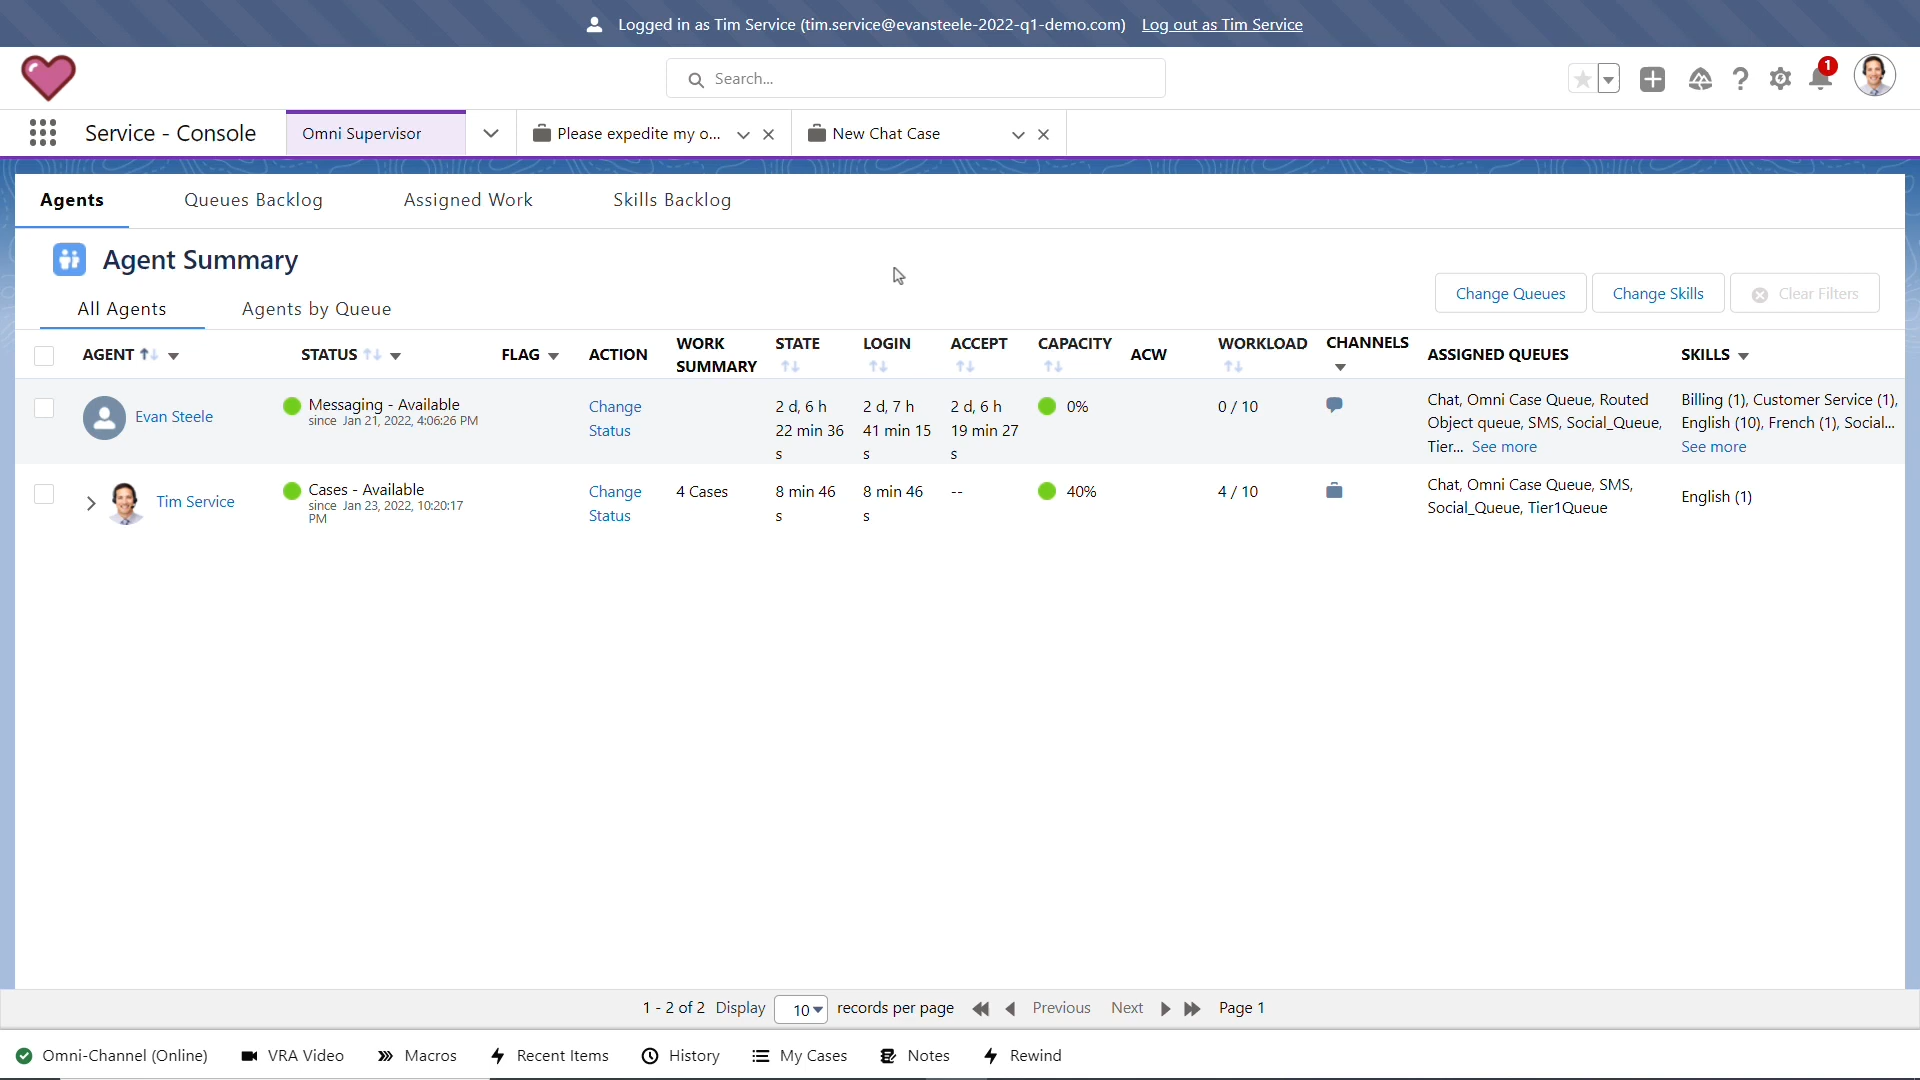 Logged in as Tim Service (tim.service@evansteele-2022-q1-demo.com) Log out as Tim Service
Search...
1
Service - Console
Omni Supervisor
Please expedite my o...
New Chat Case
Agents
Queues Backlog
Assigned Work
Skills Backlog
Agent Summary
All Agents
Agents by Queue
Change Queues
Change Skills
Clear Filters
AGENT
STATUS
FLAG
ACTION
WORK
SUMMARY
STATE
LOGIN
ACCEPT
CAPACITY
ACW
WORKLOAD
CHANNELS
ASSIGNED QUEUES
SKILLS
Evan Steele
Messaging - Available
since Jan 21, 2022, 4:06:26 PM
Change
Status
2 d, 6 h
22 min 36
s
2 d, 7 h
41 min 15
s
2 d, 6 h
19 min 27
s
0%
0 / 10
Chat, Omni Case Queue, Routed
Object queue, SMS, Social_Queue,
Tier... See more
Billing (1), Customer Service (1),
English (10), French (1), Social...
See more
Tim Service
Cases - Available
since Jan 23, 2022, 10:20:17
PM
Change
Status
4 Cases
8 min 46
s
8 min 46
s
--
40%
4 / 10
Chat, Omni Case Queue, SMS,
Social_Queue, Tier1Queue
English (1)
1 - 2 of 2 Display 10 records per page Previous Next Page 1
Omni-Channel (Online)
VRA Video
Macros
Recent Items
History
My Cases
Notes
Rewind